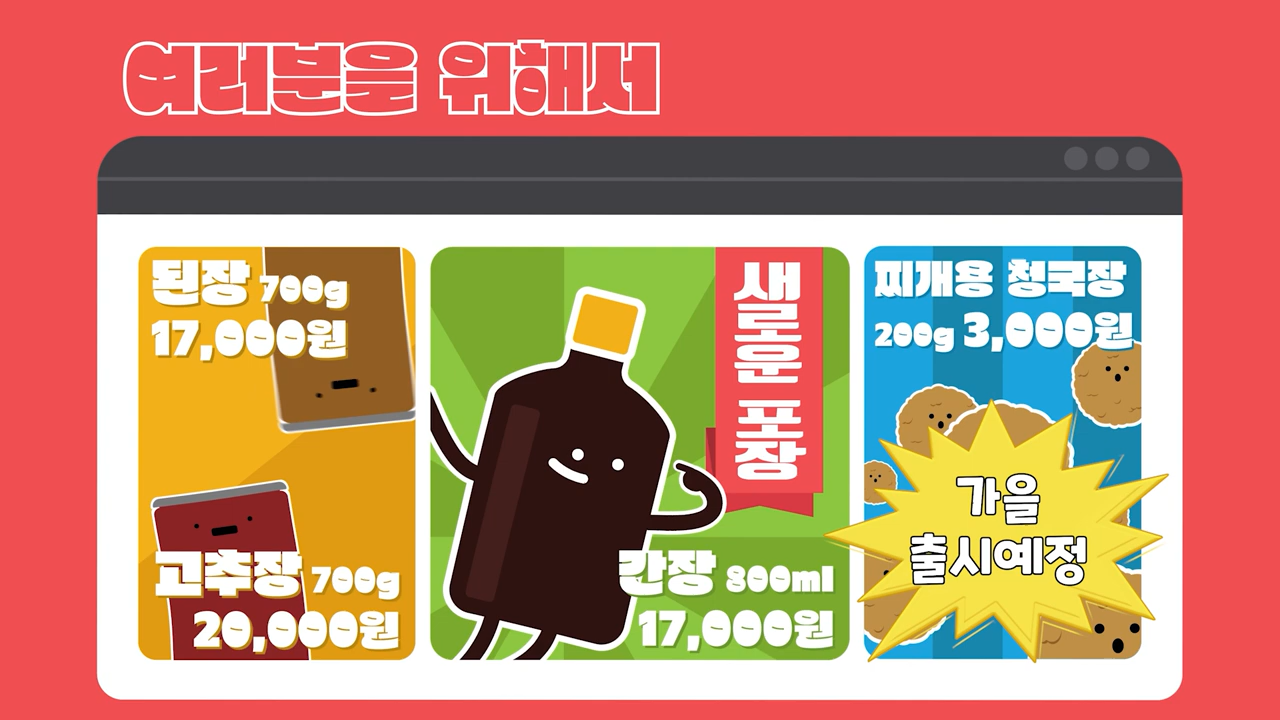 여러분을 위해서
된장 700g
17,000원
고추장 700g
20,000원
새로운 포장
간장 800ml
17,000원
찌개용 청국장
200g 3,000원
가을
출시예정